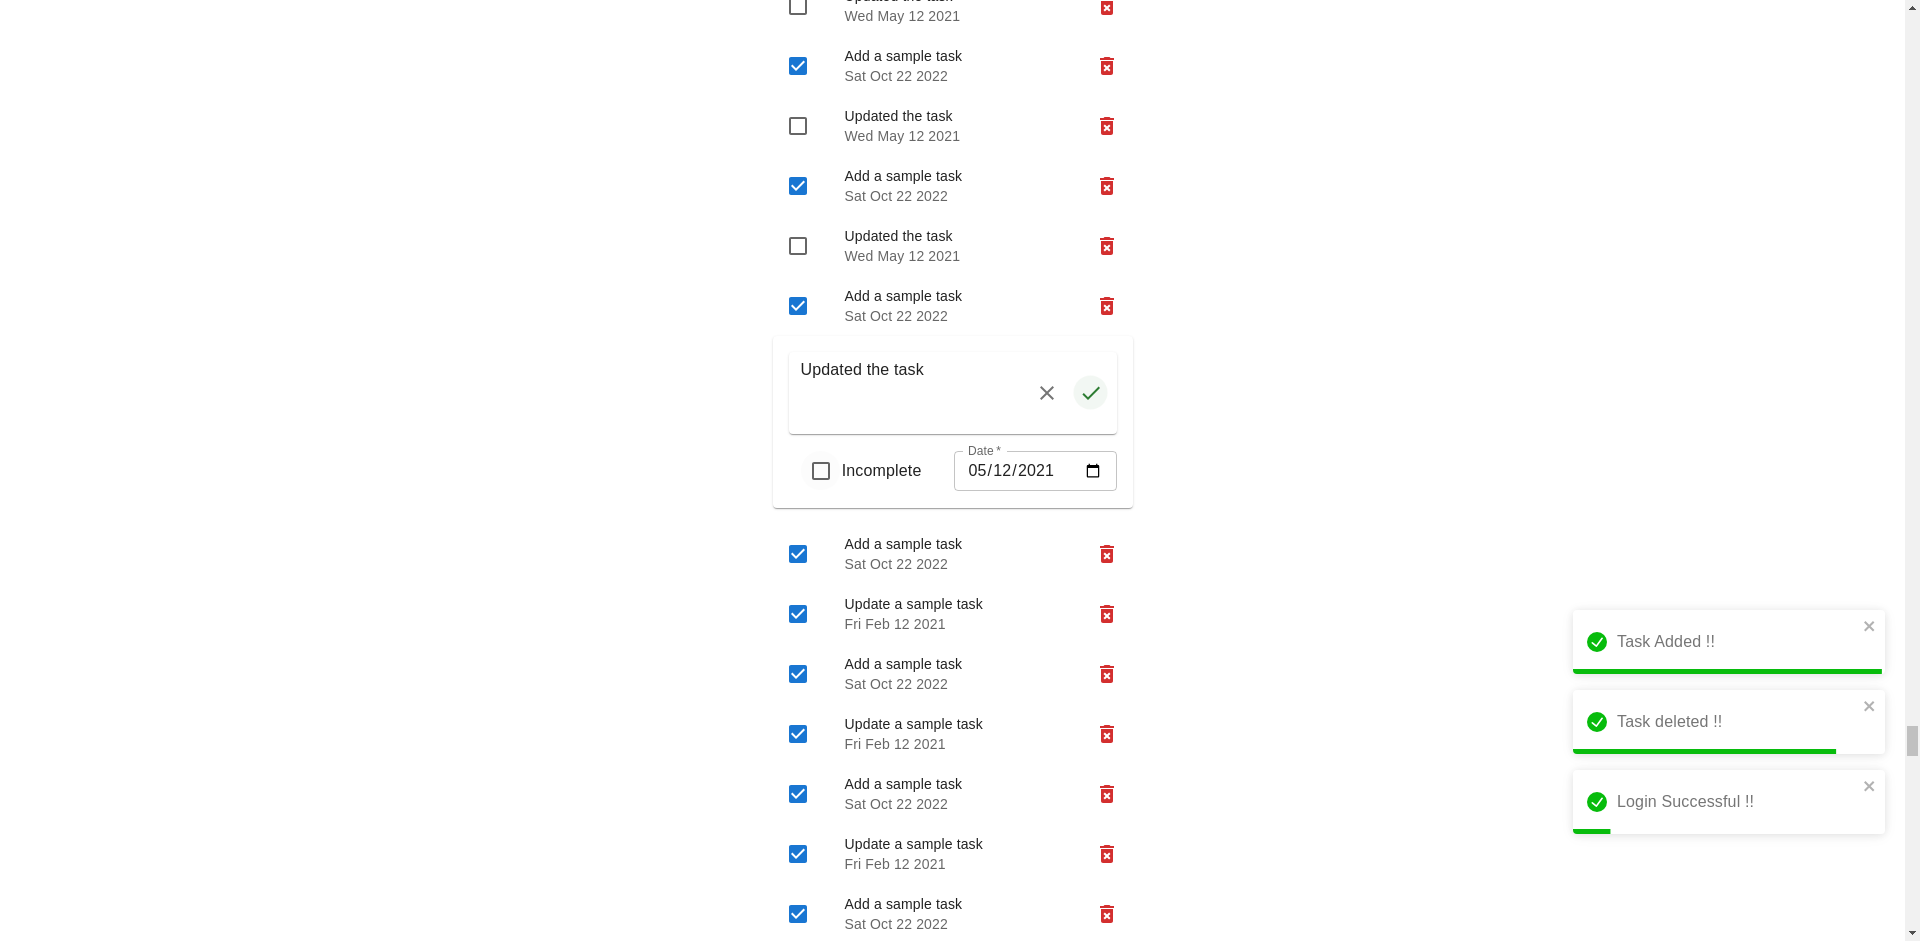 Updated the task
Wed May 12 2021
Add a sample task
Sat Oct 22 2022
Updated the task
Wed May 12 2021
Add a sample task
Sat Oct 22 2022
Updated the task
Wed May 12 2021
Add a sample task
Sat Oct 22 2022
Updated the task
Incomplete
Date *
05/12/2021
Add a sample task
Sat Oct 22 2022
Update a sample task
Fri Feb 12 2021
Add a sample task
Sat Oct 22 2022
Update a sample task
Fri Feb 12 2021
Add a sample task
Sat Oct 22 2022
Update a sample task
Fri Feb 12 2021
Add a sample task
Sat Oct 22 2022
Task Added !!
Task deleted !!
Login Successful !!